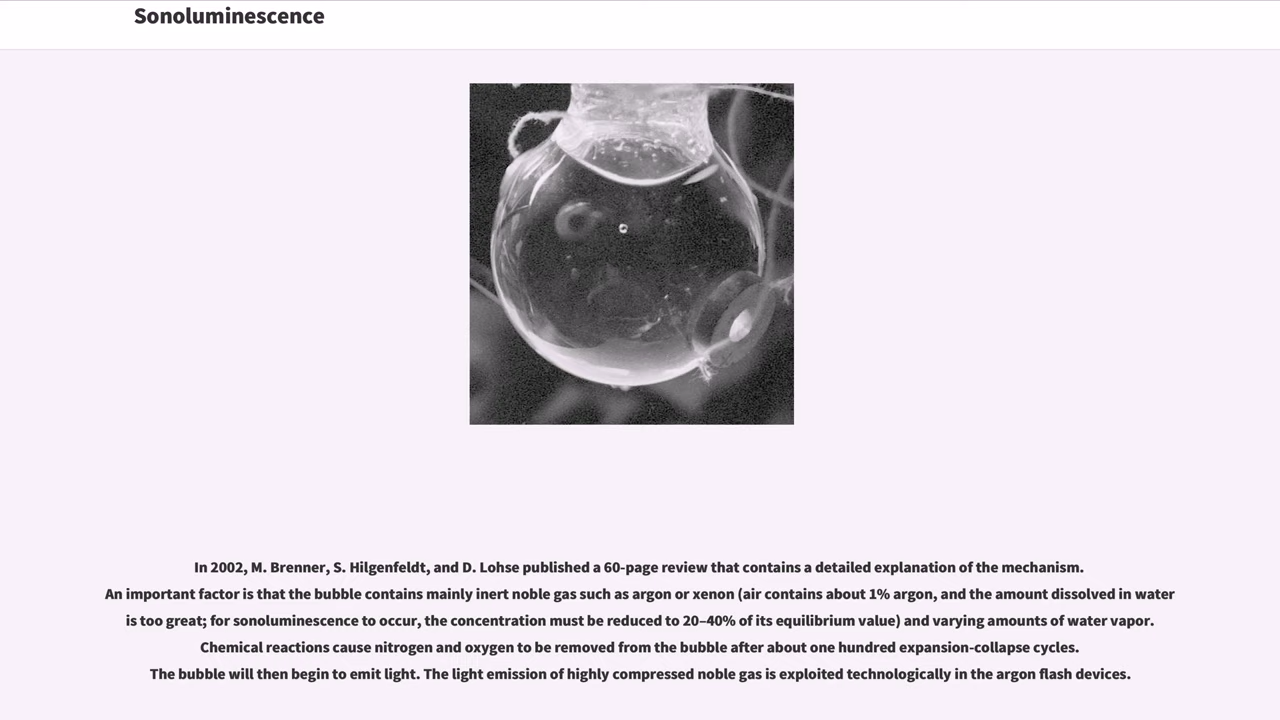 Sonoluminescence
In 2002, M. Brenner, S. Hilgenfeldt, and D. Lohse published a 60-page review that contains a detailed explanation of the mechanism.
An important factor is that the bubble contains mainly inert noble gas such as argon or xenon (air contains about 1% argon, and the amount dissolved in water
is too great; for sonoluminescence to occur, the concentration must be reduced to 20–40% of its equilibrium value) and varying amounts of water vapor.
Chemical reactions cause nitrogen and oxygen to be removed from the bubble after about one hundred expansion-collapse cycles.
The bubble will then begin to emit light. The light emission of highly compressed noble gas is exploited technologically in the argon flash devices.